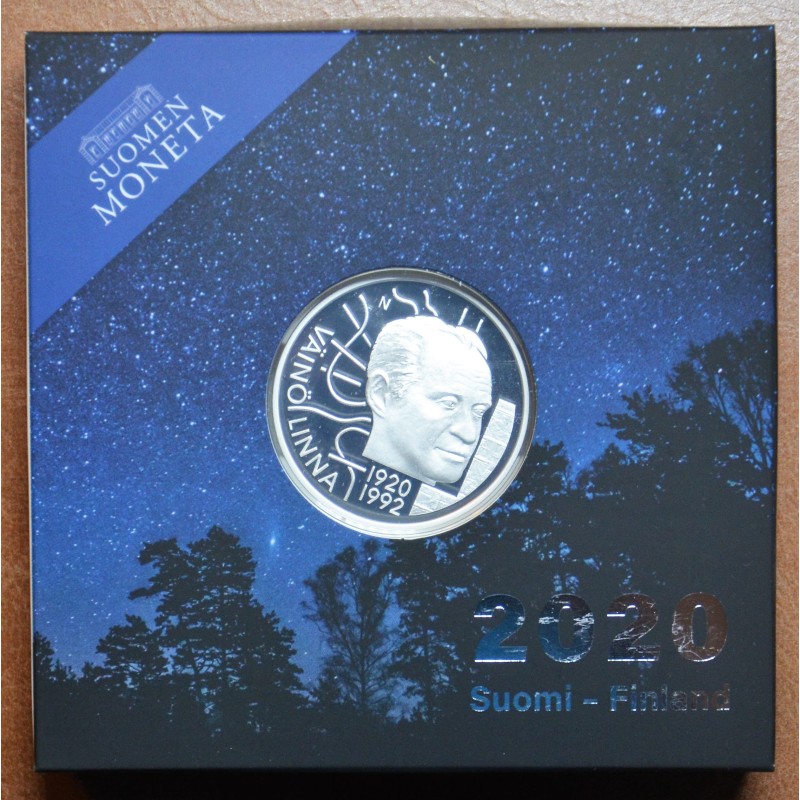 SUOMEN
MONETA
VÄINÖ LINNA
1920
1992
2020
Suomi – Finland